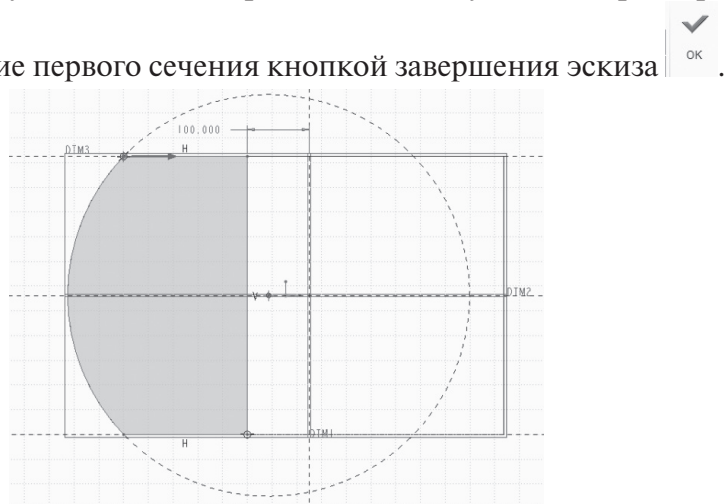 OK
ие первого сечения кнопкой завершения эскиза .
100.000
DTM3 H
V
DTM2
DTM1
H